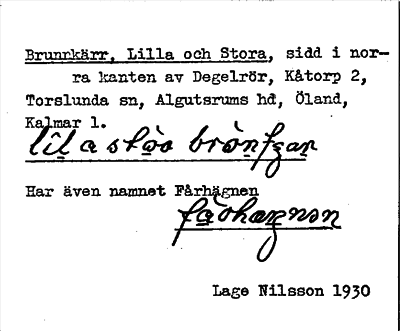 Brunnkärr, Lilla och Stora, sidd i nor-
ra kanten av Degelrör, Kåtorp 2,
Torslunda sn, Algutsrums hd, Öland,
Kalmar l.
Har även namnet Fårhägnen
Lage Nilsson 1930